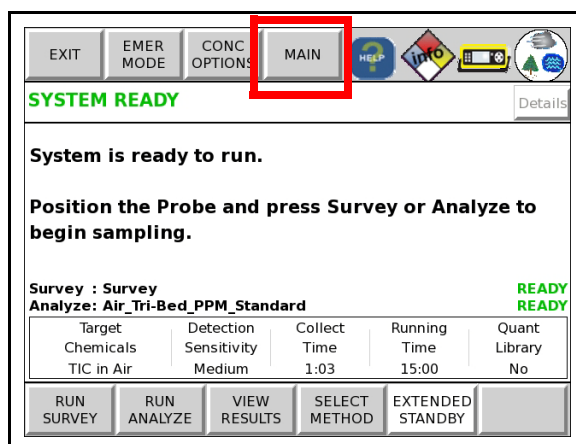 EXIT
EMER
MODE
CONC
OPTIONS
MAIN
HELP
info
SYSTEM READY
Details
System is ready to run.
Position the Probe and press Survey or Analyze to
begin sampling.
Survey : Survey READY
Analyze: Air_Tri-Bed_PPM_Standard READY
Target Detection Collect Running Quant
Chemicals Sensitivity Time Time Library
TIC in Air Medium 1:03 15:00 No
RUN
SURVEY
RUN
ANALYZE
VIEW
RESULTS
SELECT
METHOD
EXTENDED
STANDBY